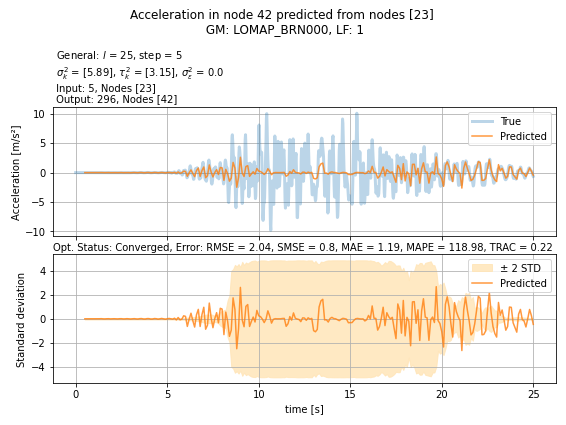 Acceleration in node 42 predicted from nodes [23]
GM: LOMAP_BRN000, LF: 1
General: l = 25, step = 5
σ²ₖ = [5.89], τ²ₖ = [3.15], σ²ε = 0.0
Input: 5, Nodes [23]
Output: 296, Nodes [42]
Acceleration [m/s²]
10
5
0
−5
−10
True
Predicted
Opt. Status: Converged, Error: RMSE = 2.04, SMSE = 0.8, MAE = 1.19, MAPE = 118.98, TRAC = 0.22
Standard deviation
4
2
0
−2
−4
± 2 STD
Predicted
0 5 10 15 20 25
time [s]